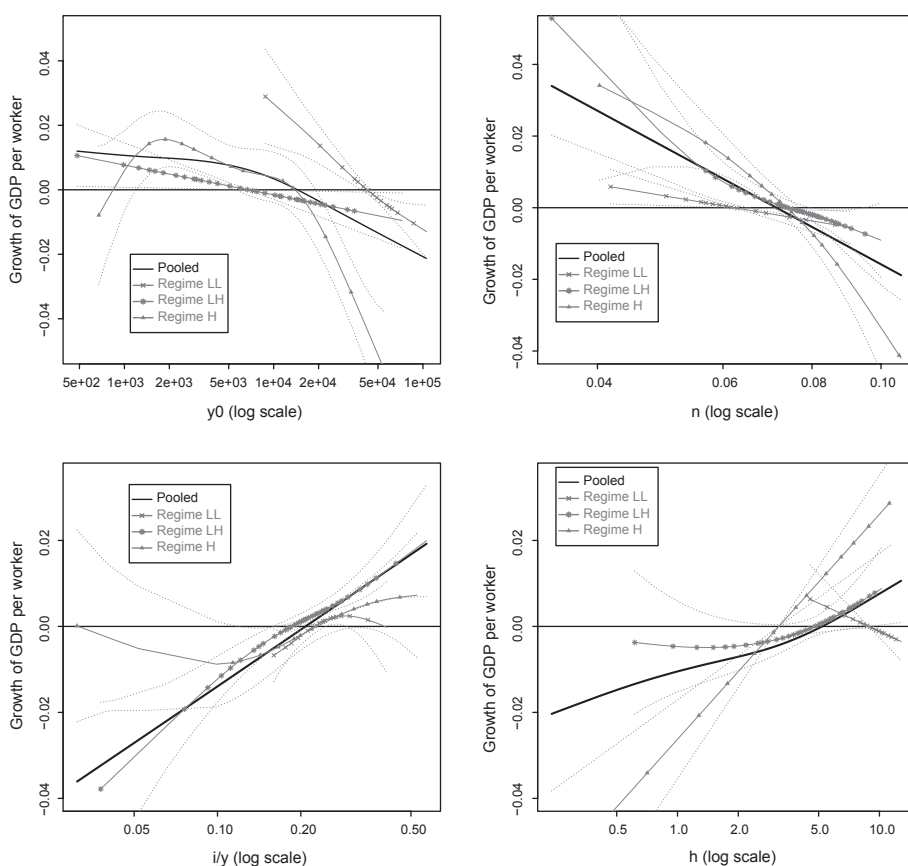 Growth of GDP per worker
0.04
0.02
0.00
−0.02
−0.04
Pooled
Regime LL
Regime LH
Regime H
5e+02 1e+03 2e+03 5e+03 1e+04 2e+04 5e+04 1e+05
y0 (log scale)
Growth of GDP per worker
0.04
0.02
0.00
−0.02
−0.04
Pooled
Regime LL
Regime LH
Regime H
0.04 0.06 0.08 0.10
n (log scale)
Growth of GDP per worker
0.02
0.00
−0.02
−0.04
Pooled
Regime LL
Regime LH
Regime H
0.05 0.10 0.20 0.50
i/y (log scale)
Growth of GDP per worker
0.02
0.00
−0.02
−0.04
Pooled
Regime LL
Regime LH
Regime H
0.5 1.0 2.0 5.0 10.0
h (log scale)